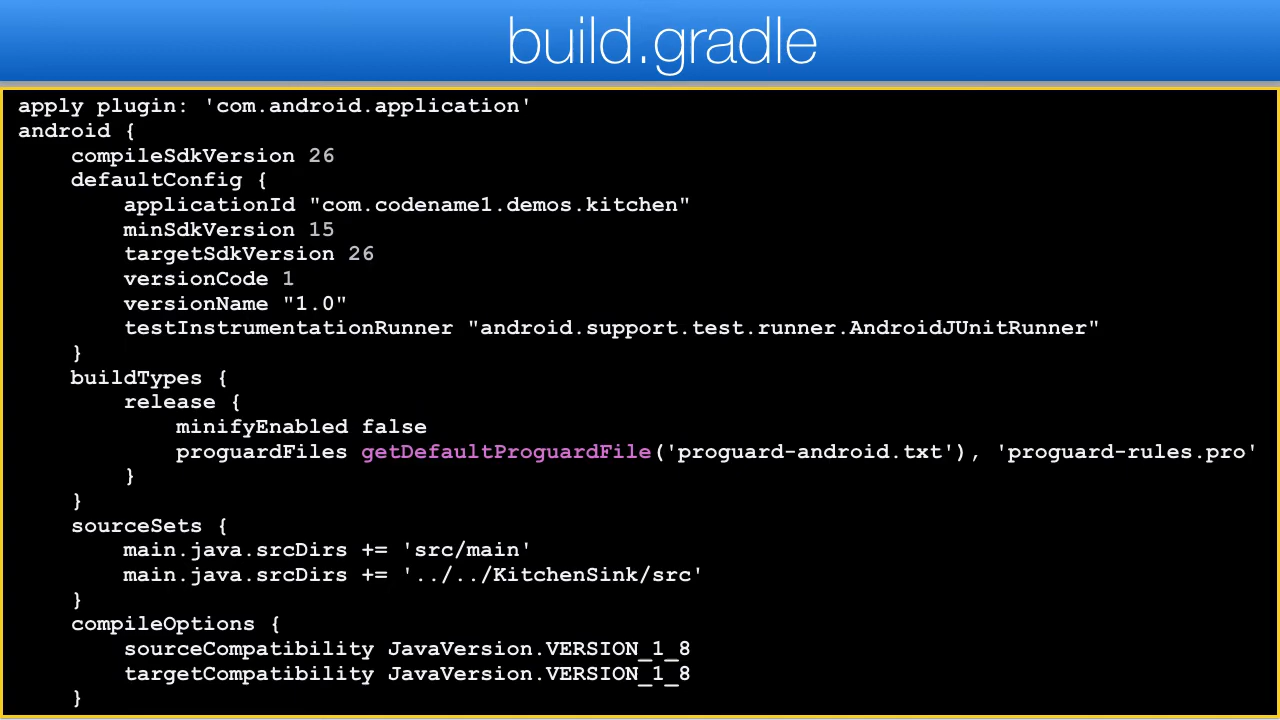 build.gradle
apply plugin: 'com.android.application'
android {
    compileSdkVersion 26
    defaultConfig {
        applicationId "com.codename1.demos.kitchen"
        minSdkVersion 15
        targetSdkVersion 26
        versionCode 1
        versionName "1.0"
        testInstrumentationRunner "android.support.test.runner.AndroidJUnitRunner"
    }
    buildTypes {
        release {
            minifyEnabled false
            proguardFiles getDefaultProguardFile('proguard-android.txt'), 'proguard-rules.pro'
        }
    }
    sourceSets {
        main.java.srcDirs += 'src/main'
        main.java.srcDirs += '../../KitchenSink/src'
    }
    compileOptions {
        sourceCompatibility JavaVersion.VERSION_1_8
        targetCompatibility JavaVersion.VERSION_1_8
    }